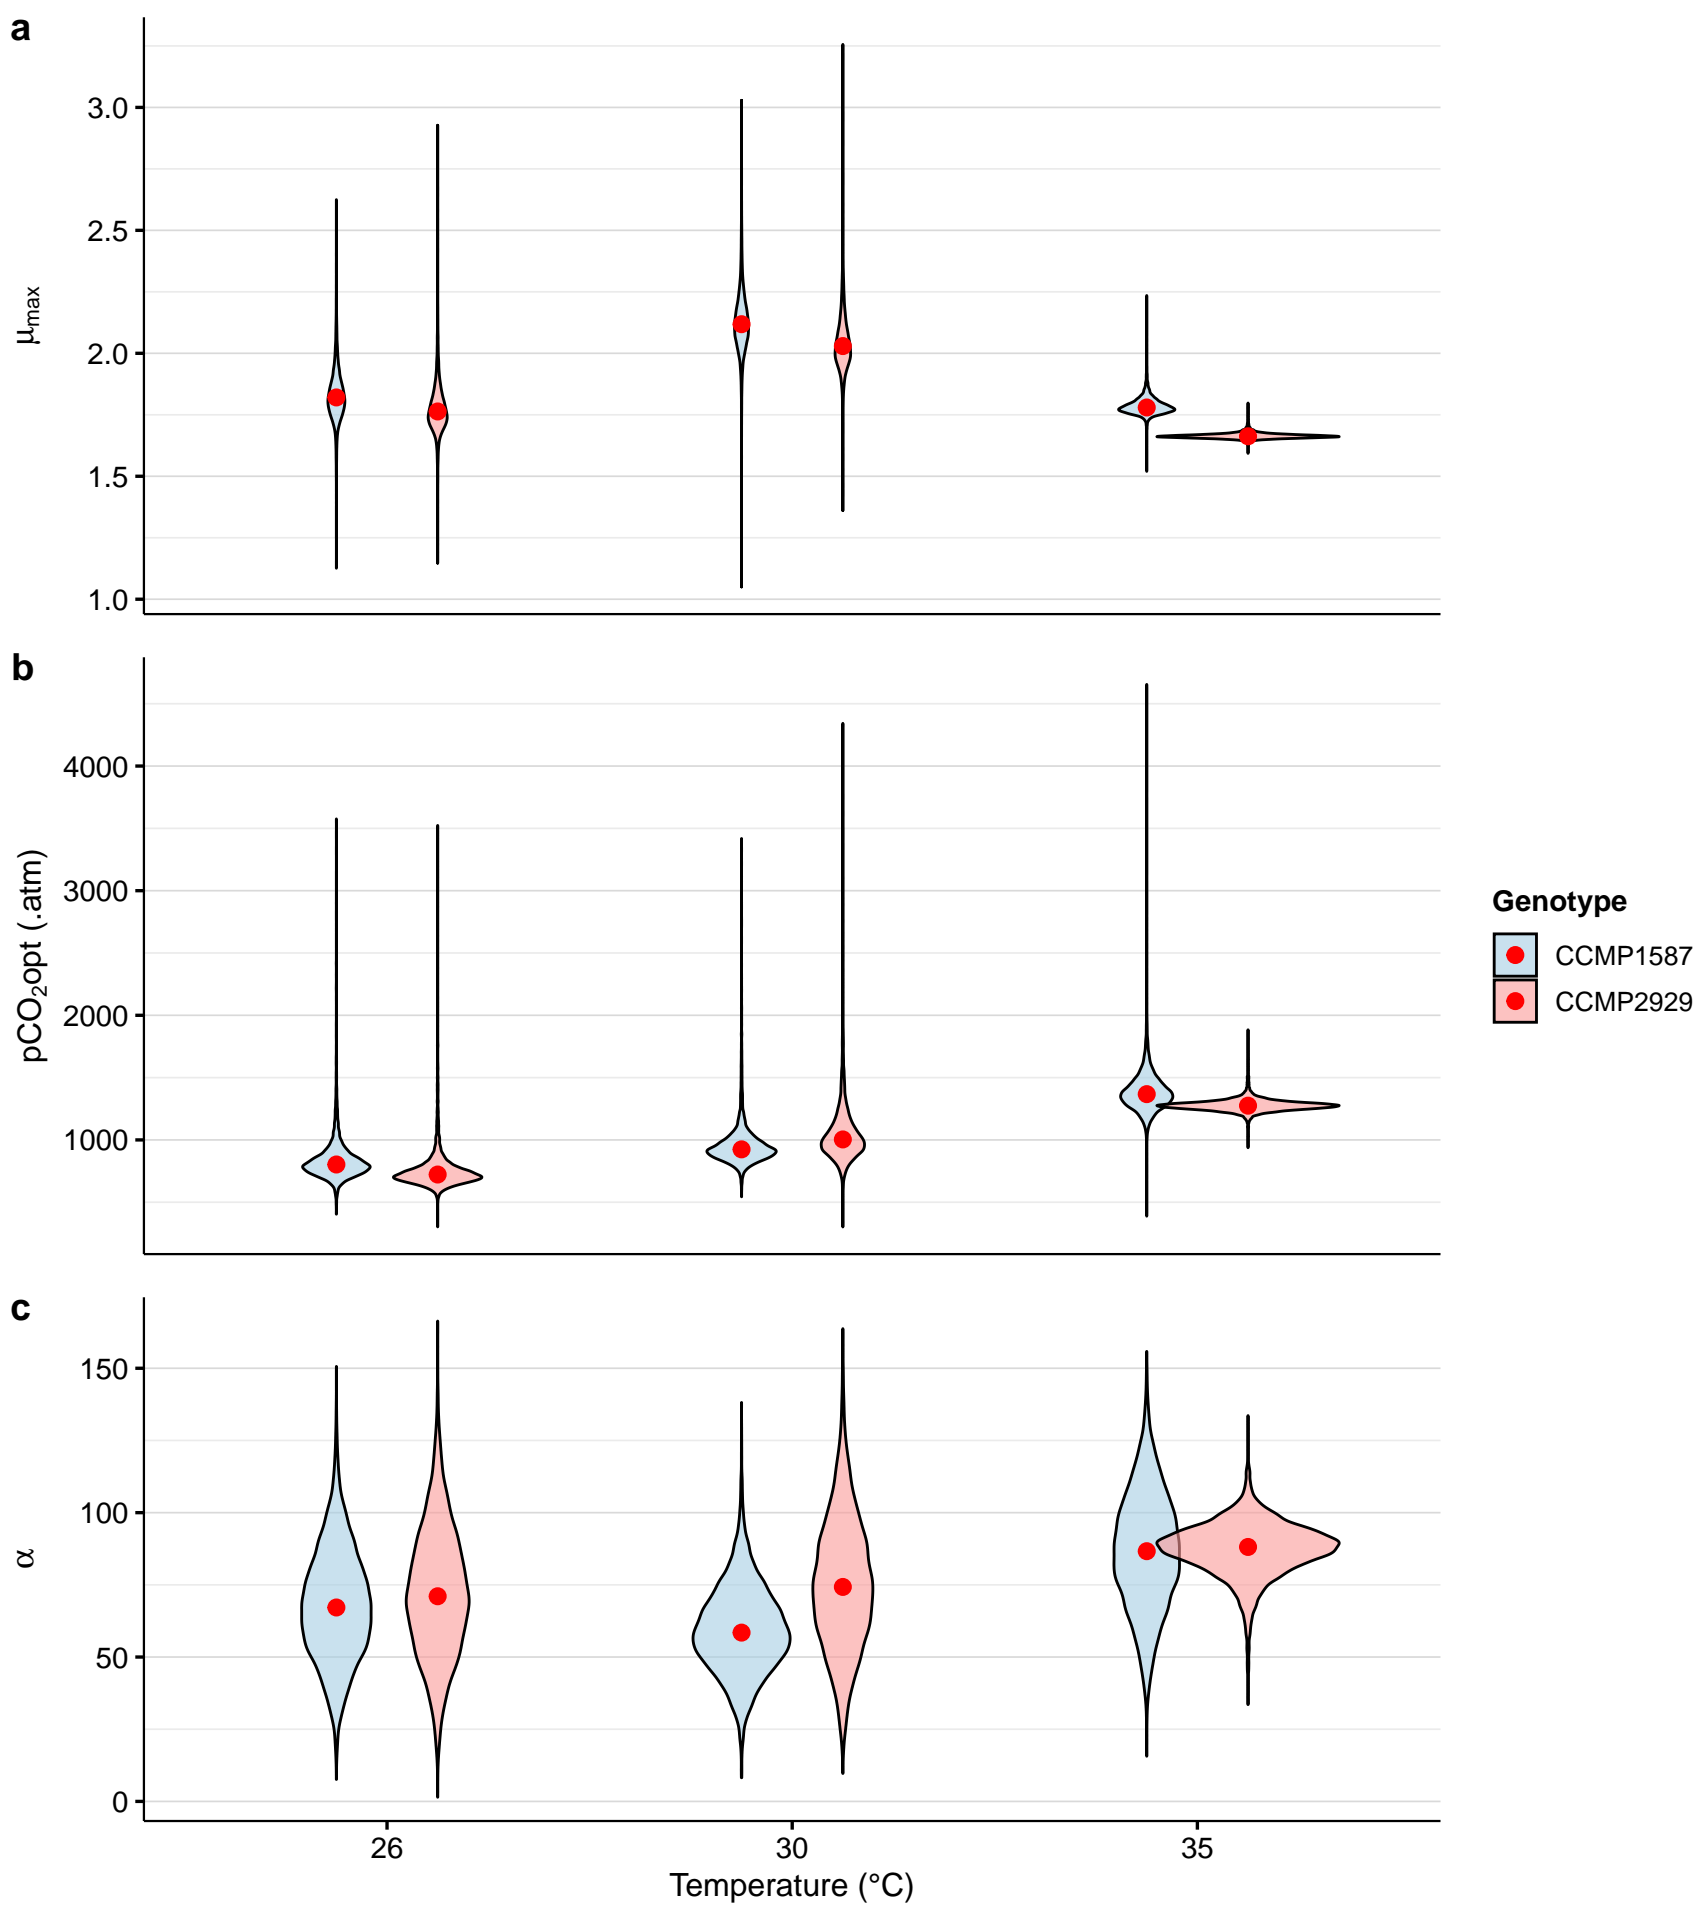 a
3.0
2.5
2.0
1.5
1.0
μmax
b
4000
3000
2000
1000
pCO₂opt (.atm)
Genotype
CCMP1587
CCMP2929
c
150
100
50
0
α
26 30 35
Temperature (°C)